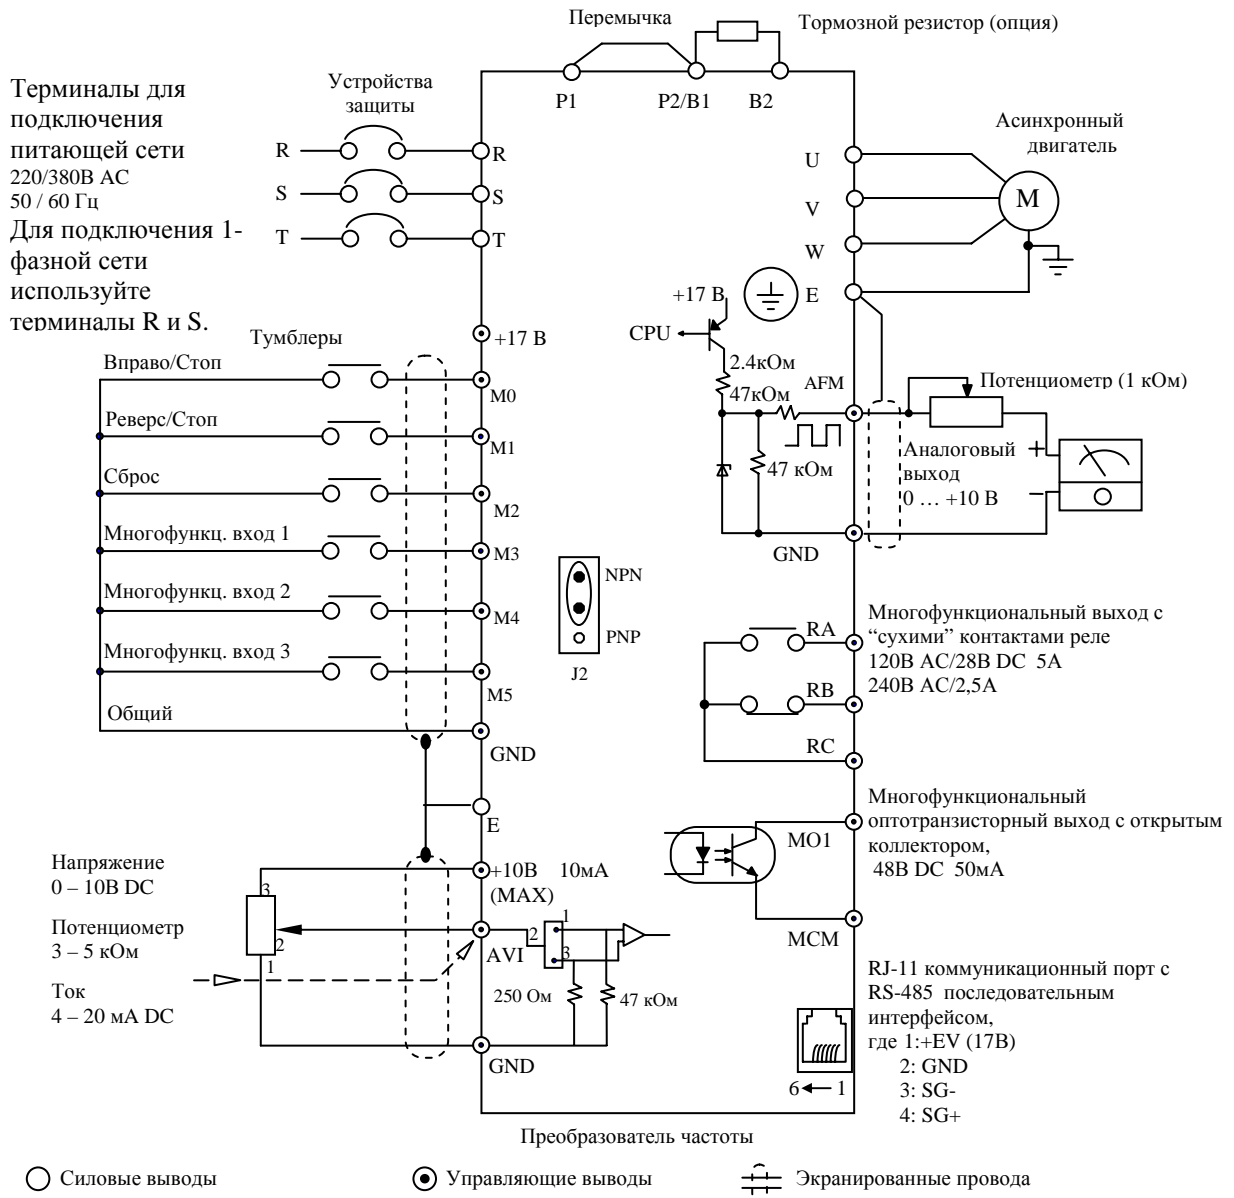 Перемычка
Тормозной резистор (опция)
P1
P2/B1
B2
Терминалы для
подключения
питающей сети
220/380В AC
50 / 60 Гц
Для подключения 1-
фазной сети
используйте
терминалы R и S.
Устройства
защиты
R
R
S
S
T
T
Асинхронный
двигатель
U
V
W
M
E
+17 В
CPU
2.4кОм
47кОм
AFM
47 кОм
GND
Потенциометр (1 кОм)
Аналоговый
выход
0 … +10 В
+
–
+17 В
Тумблеры
Вправо/Стоп
M0
Реверс/Стоп
M1
Сброс
M2
Многофункц. вход 1
M3
Многофункц. вход 2
M4
Многофункц. вход 3
M5
Общий
GND
E
NPN
PNP
J2
RA
RB
RC
Многофункциональный выход с
“сухими” контактами реле
120В AC/28В DC 5А
240В AC/2,5А
Многофункциональный
оптотранзисторный выход с открытым
коллектором,
48В DC 50мА
MO1
MCM
Напряжение
0 – 10В DC
Потенциометр
3 – 5 кОм
Ток
4 – 20 мА DC
3
2
1
+10В 10мА
(MAX)
AVI
2
1
3
250 Ом
47 кОм
GND
RJ-11 коммуникационный порт с
RS-485 последовательным
интерфейсом,
где 1:+EV (17В)
2: GND
3: SG-
4: SG+
6
1
Преобразователь частоты
Силовые выводы
Управляющие выводы
Экранированные провода